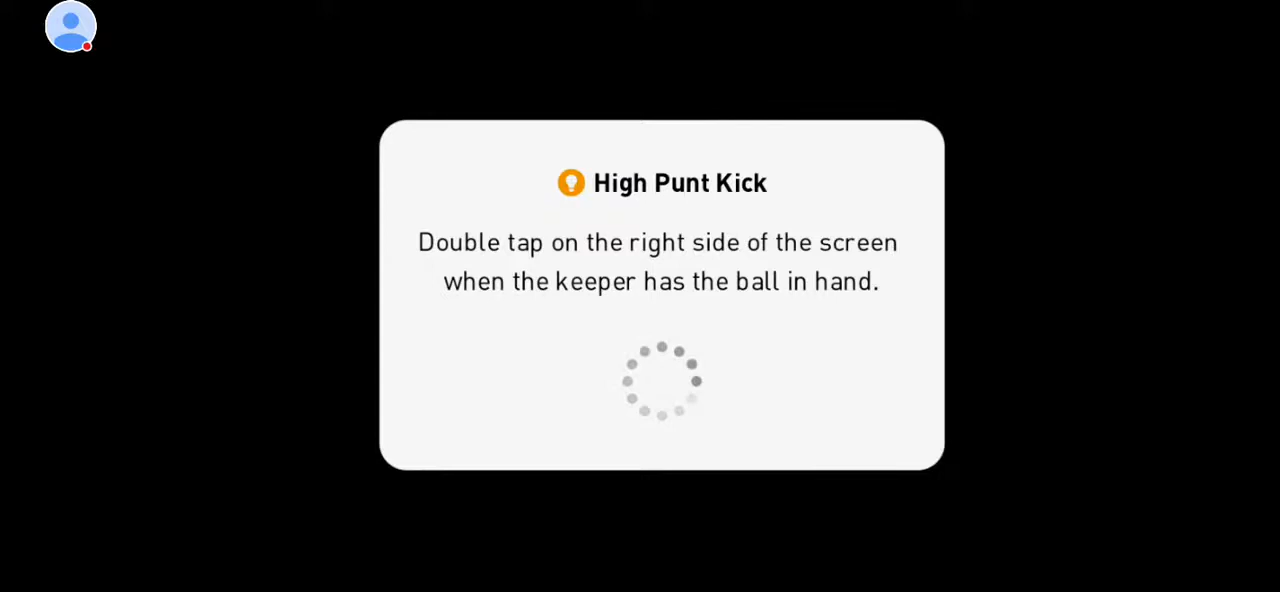 High Punt Kick
Double tap on the right side of the screen
when the keeper has the ball in hand.